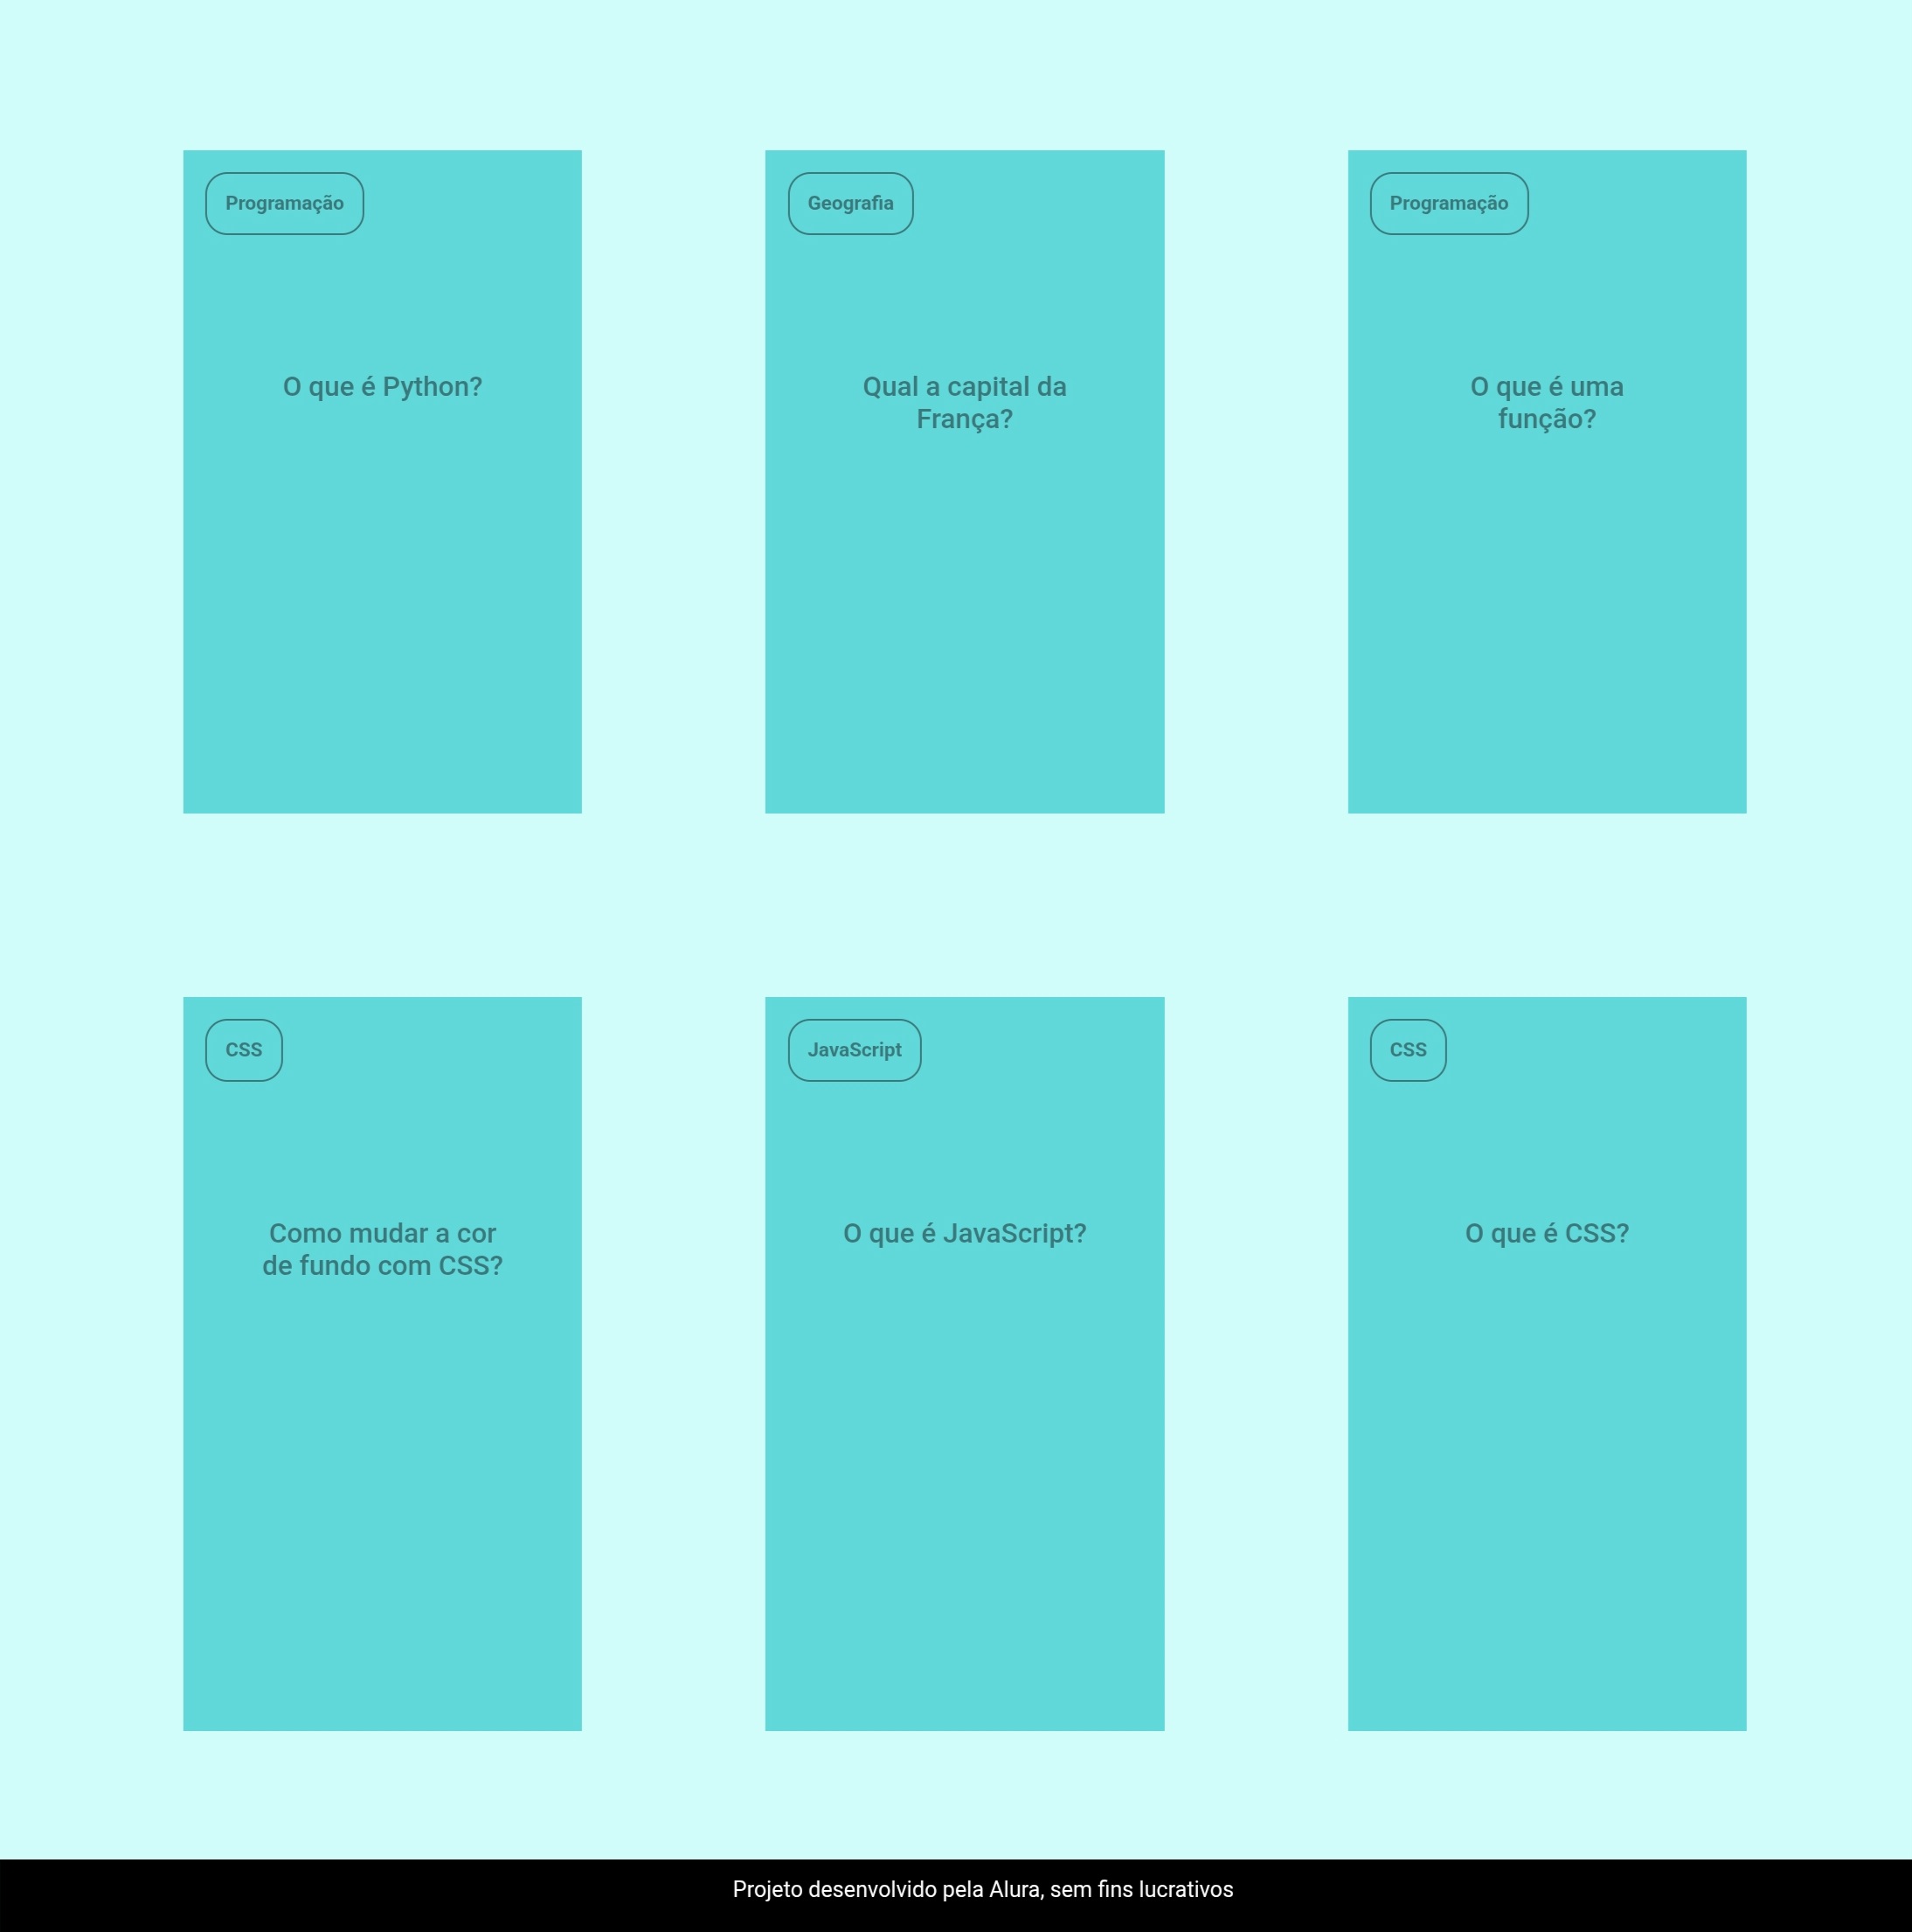 Programação
O que é Python?
Geografia
Qual a capital da
França?
Programação
O que é uma
função?
CSS
Como mudar a cor
de fundo com CSS?
JavaScript
O que é JavaScript?
CSS
O que é CSS?
Projeto desenvolvido pela Alura, sem fins lucrativos